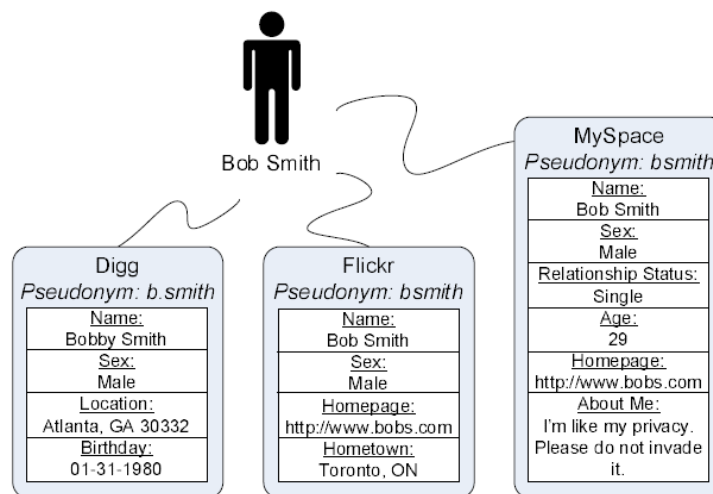 Bob Smith
Digg
Pseudonym: b.smith
Name:
Bobby Smith
Sex:
Male
Location:
Atlanta, GA 30332
Birthday:
01-31-1980
Flickr
Pseudonym: bsmith
Name:
Bob Smith
Sex:
Male
Homepage:
http://www.bobs.com
Hometown:
Toronto, ON
MySpace
Pseudonym: bsmith
Name:
Bob Smith
Sex:
Male
Relationship Status:
Single
Age:
29
Homepage:
http://www.bobs.com
About Me:
I'm like my privacy.
Please do not invade
it.